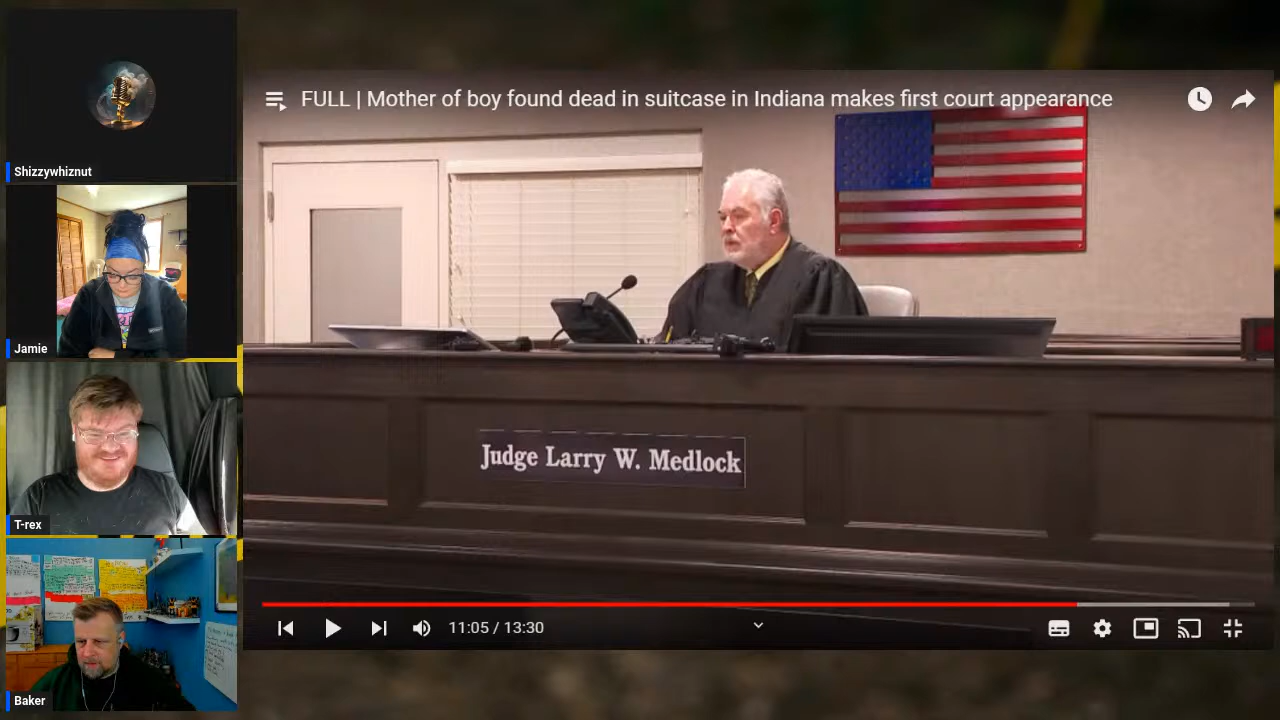 Shizzywhiznut
Jamie
T-rex
Baker
FULL | Mother of boy found dead in suitcase in Indiana makes first court appearance
Judge Larry W. Medlock
11:05 / 13:30